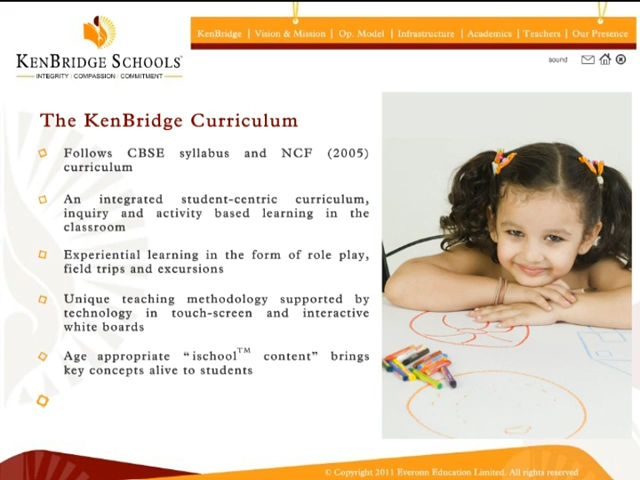 KenBridge | Vision & Mission | Op. Model | Infrastructure | Academics | Teachers | Our Presence
KENBRIDGE SCHOOLS
INTEGRITY | COMPASSION | COMMITMENT
sound
The KenBridge Curriculum
Follows CBSE syllabus and NCF (2005)
curriculum
An integrated student-centric curriculum,
inquiry and activity based learning in the
classroom
Experiential learning in the form of role play,
field trips and excursions
Unique teaching methodology supported by
technology in touch-screen and interactive
white boards
Age appropriate “ischool™ content” brings
key concepts alive to students
© Copyright 2011 Everonn Education Limited. All rights reserved